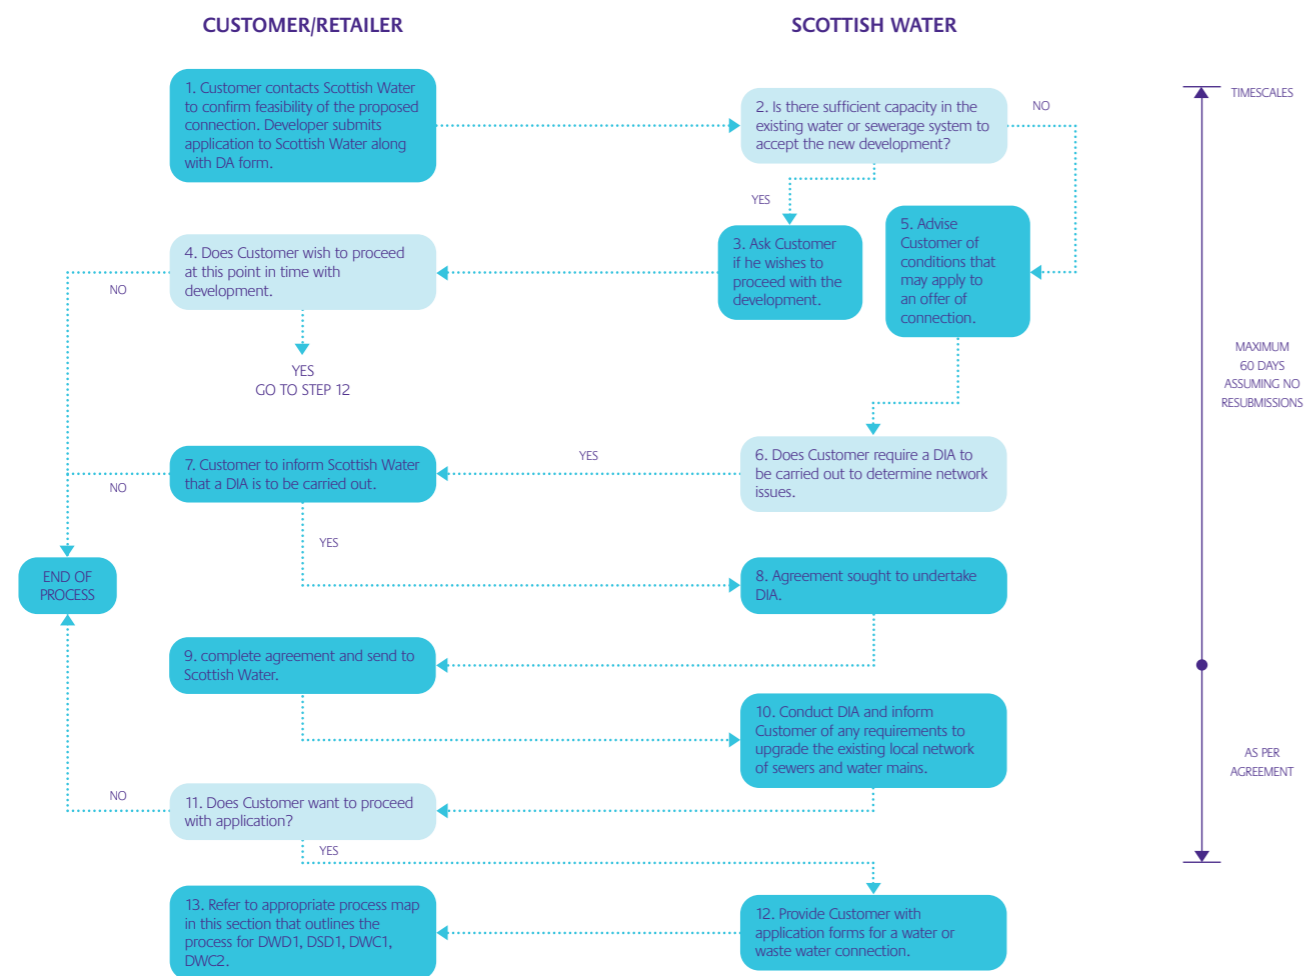 CUSTOMER/RETAILER
SCOTTISH WATER
1. Customer contacts Scottish Water
to confirm feasibility of the proposed
connection. Developer submits
application to Scottish Water along
with DA form.
2. Is there sufficient capacity in the
existing water or sewerage system to
accept the new development?
NO
TIMESCALES
YES
3. Ask Customer
if he wishes to
proceed with the
development.
5. Advise
Customer of
conditions that
may apply to
an offer of
connection.
4. Does Customer wish to proceed
at this point in time with
development.
NO
YES
GO TO STEP 12
MAXIMUM
60 DAYS
ASSUMING NO
RESUBMISSIONS
6. Does Customer require a DIA to
be carried out to determine network
issues.
YES
7. Customer to inform Scottish Water
that a DIA is to be carried out.
NO
YES
END OF
PROCESS
8. Agreement sought to undertake
DIA.
9. complete agreement and send to
Scottish Water.
10. Conduct DIA and inform
Customer of any requirements to
upgrade the existing local network
of sewers and water mains.
AS PER
AGREEMENT
11. Does Customer want to proceed
with application?
NO
YES
12. Provide Customer with
application forms for a water or
waste water connection.
13. Refer to appropriate process map
in this section that outlines the
process for DWD1, DSD1, DWC1,
DWC2.